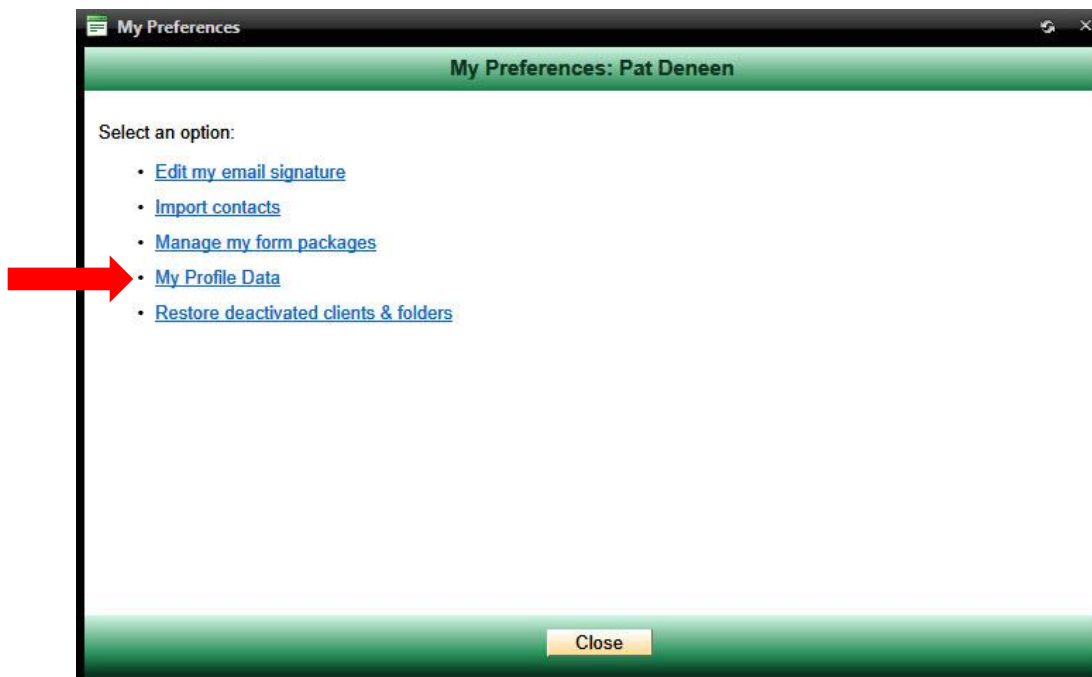 My Preferences
My Preferences: Pat Deneen
Select an option:
• Edit my email signature
• Import contacts
• Manage my form packages
• My Profile Data
• Restore deactivated clients & folders
Close